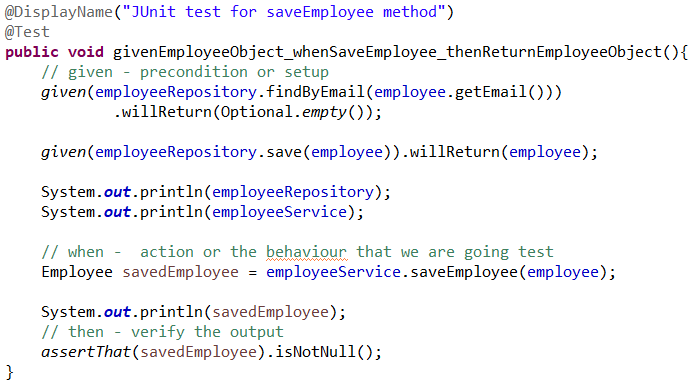 @DisplayName("JUnit test for saveEmployee method")
@Test
public void givenEmployeeObject_whenSaveEmployee_thenReturnEmployeeObject(){
    // given - precondition or setup
    given(employeeRepository.findByEmail(employee.getEmail()))
            .willReturn(Optional.empty());

    given(employeeRepository.save(employee)).willReturn(employee);

    System.out.println(employeeRepository);
    System.out.println(employeeService);

    // when -  action or the behaviour that we are going test
    Employee savedEmployee = employeeService.saveEmployee(employee);

    System.out.println(savedEmployee);
    // then - verify the output
    assertThat(savedEmployee).isNotNull();
}